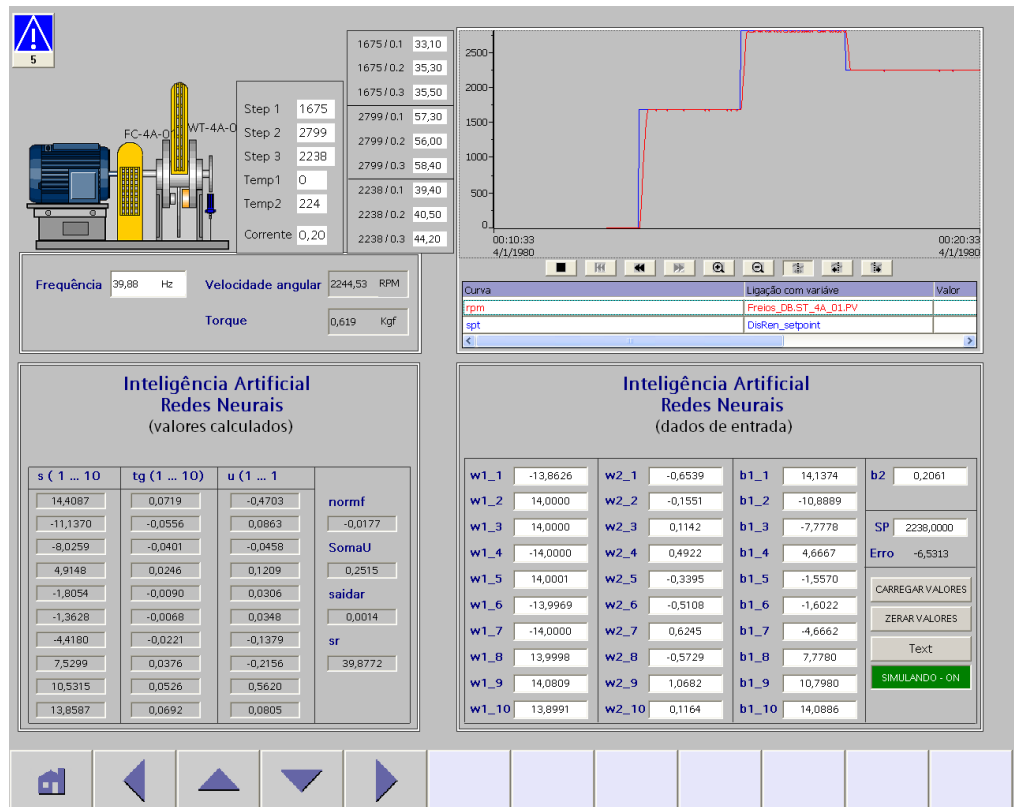 5
FC-4A-0
WT-4A-0
Step 1 1675
Step 2 2799
Step 3 2238
Temp1 0
Temp2 224
Corrente 0,20
1675 / 0.1 33,10
1675 / 0.2 35,30
1675 / 0.3 35,50
2799 / 0.1 57,30
2799 / 0.2 56,00
2799 / 0.3 58,40
2238 / 0.1 39,40
2238 / 0.2 40,50
2238 / 0.3 44,20
2500
2000
1500
1000
500
0
00:10:33 00:20:33
4/1/1980 4/1/1980
Curva Ligação com variáve Valor
rpm Freios_DB.ST_4A_01.PV
spt DisRen_setpoint
Frequência 39,88 Hz Velocidade angular 2244,53 RPM
Torque 0,619 Kgf
Inteligência Artificial
Redes Neurais
(valores calculados)
s ( 1 ... 10 tg (1 ... 10) u (1 ... 1
14,4087 0,0719 -0,4703 normf
-11,1370 -0,0556 0,0863 -0,0177
-8,0259 -0,0401 -0,0458 SomaU
4,9148 0,0246 0,1209 0,2515
-1,8054 -0,0090 0,0306 saidar
-1,3628 -0,0068 0,0348 0,0014
-4,4180 -0,0221 -0,1379 sr
7,5299 0,0376 -0,2156 39,8772
10,5315 0,0526 0,5620
13,8587 0,0692 0,0805
Inteligência Artificial
Redes Neurais
(dados de entrada)
w1_1 -13,8626 w2_1 -0,6539 b1_1 14,1374 b2 0,2061
w1_2 14,0000 w2_2 -0,1551 b1_2 -10,8889
w1_3 14,0000 w2_3 0,1142 b1_3 -7,7778 SP 2238,0000
w1_4 -14,0000 w2_4 0,4922 b1_4 4,6667 Erro -6,5313
w1_5 14,0001 w2_5 -0,3395 b1_5 -1,5570 CARREGAR VALORES
w1_6 -13,9969 w2_6 -0,5108 b1_6 -1,6022 ZERAR VALORES
w1_7 -14,0000 w2_7 0,6245 b1_7 -4,6662 Text
w1_8 13,9998 w2_8 -0,5729 b1_8 7,7780 SIMULANDO - ON
w1_9 14,0809 w2_9 1,0682 b1_9 10,7980
w1_10 13,8991 w2_10 0,1164 b1_10 14,0886